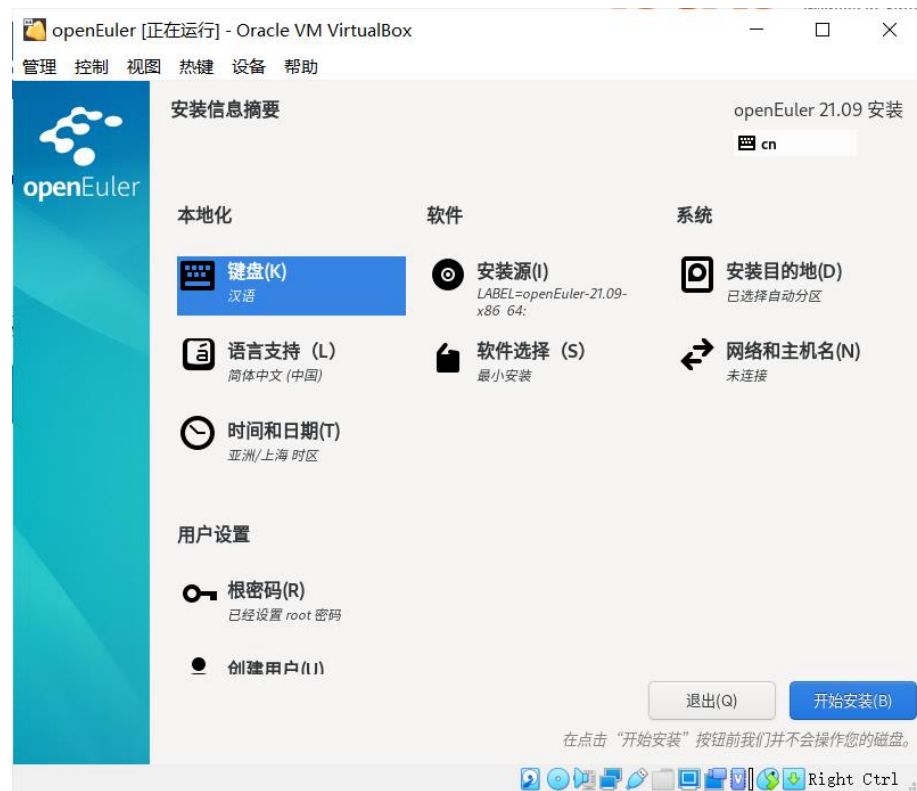 openEuler [正在运行] - Oracle VM VirtualBox
管理 控制 视图 热键 设备 帮助
openEuler
安装信息摘要
openEuler 21.09 安装
cn
本地化
键盘(K)
汉语
语言支持（L）
简体中文 (中国)
时间和日期(T)
亚洲/上海 时区
软件
安装源(I)
LABEL=openEuler-21.09-
x86 64:
软件选择（S）
最小安装
系统
安装目的地(D)
已选择自动分区
网络和主机名(N)
未连接
用户设置
根密码(R)
已经设置 root 密码
创建用户(U)
退出(Q)
开始安装(B)
在点击“开始安装”按钮前我们并不会操作您的磁盘。
Right Ctrl